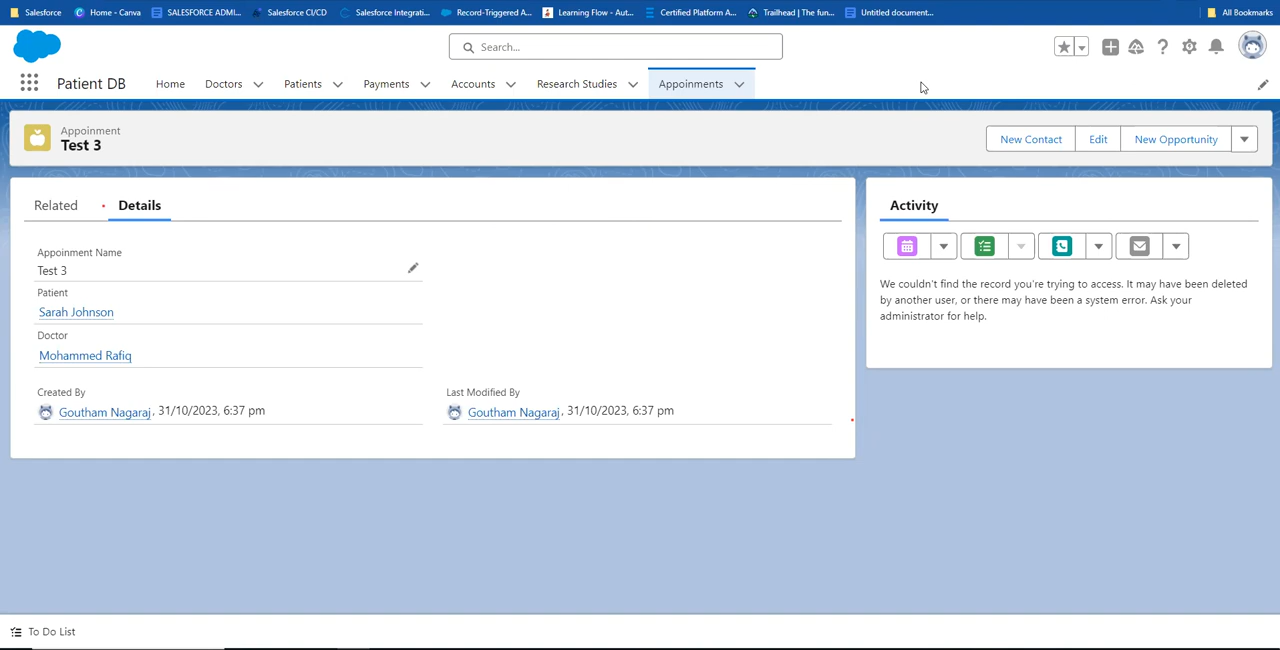 Salesforce Home - Canva SALESFORCE ADMI... Salesforce CI/CD Salesforce Integrati... Record-Triggered A... Learning Flow - Aut... Certified Platform A... Trailhead | The fun... Untitled document... All Bookmarks
Search...
Patient DB Home Doctors Patients Payments Accounts Research Studies Appointments
Appoinment
Test 3
New Contact Edit New Opportunity
Related Details
Appoinment Name
Test 3
Patient
Sarah Johnson
Doctor
Mohammed Rafiq
Created By
Goutham Nagaraj, 31/10/2023, 6:37 pm
Last Modified By
Goutham Nagaraj, 31/10/2023, 6:37 pm
Activity
We couldn't find the record you're trying to access. It may have been deleted
by another user, or there may have been a system error. Ask your
administrator for help.
To Do List